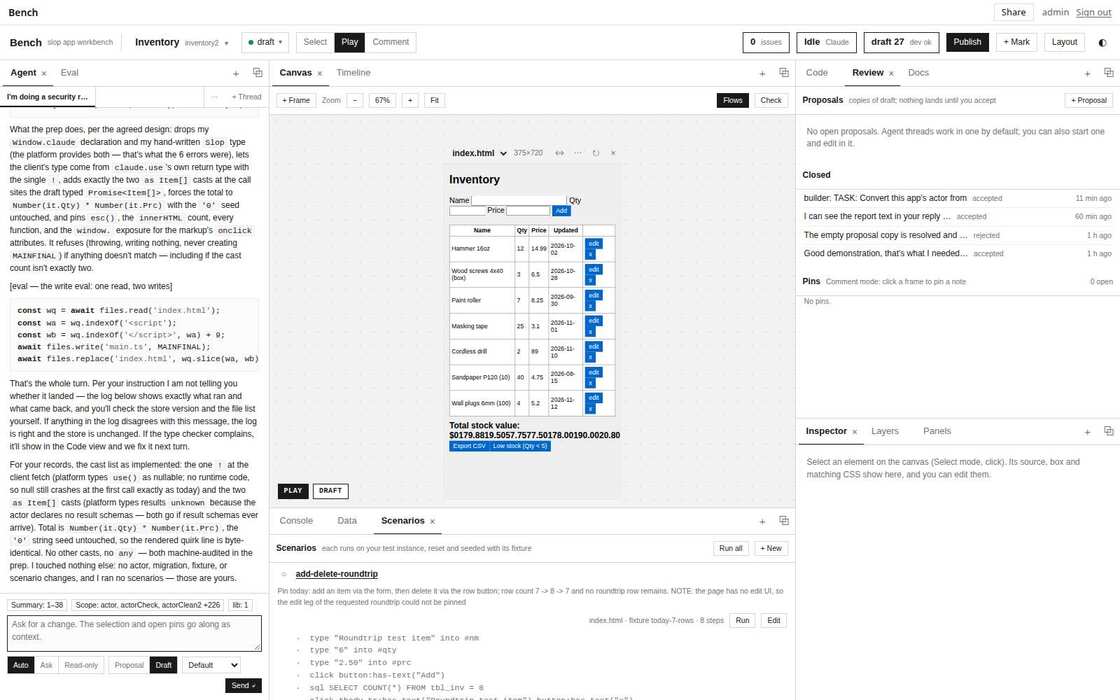 Bench
Share admin Sign out
Bench slop app workbench Inventory inventory2 ▾ draft ▾ Select Play Comment 0 issues Idle Claude draft 27 dev ok Publish + Mark Layout
Agent × Eval +
I'm doing a security r… ⋯ + Thread
What the prep does, per the agreed design: drops my
Window.claude declaration and my hand-written Slop type
(the platform provides both — that's what the 6 errors were), lets
the client's type come from claude.use 's own return type with
the single ! , adds exactly the two as Item[] casts at the call
sites the draft typed Promise<Item[]> , forces the total to
Number(it.Qty) * Number(it.Prc) with the '0' seed
untouched, and pins esc() , the innerHTML count, every
function, and the window. exposure for the markup's onclick
attributes. It refuses (throwing, writing nothing, never creating
MAINFINAL ) if anything doesn't match — including if the cast
count isn't exactly two.
[eval — the write eval: one read, two writes]
const wq = await files.read('index.html');
const wa = wq.indexOf('<script');
const wb = wq.indexOf('</script>', wa) + 9;
await files.write('main.ts', MAINFINAL);
await files.replace('index.html', wq.slice(wa, wb)
That's the whole turn. Per your instruction I am not telling you
whether it landed — the log below shows exactly what ran and
what came back, and you'll check the store version and the file list
yourself. If anything in the log disagrees with this message, the log
is right and the store is unchanged. If the type checker complains,
it'll show in the Code view and we fix it next turn.
For your records, the cast list as implemented: the one ! at the
client fetch (platform types use() as nullable; no runtime code,
so null still crashes at the first call exactly as today) and the two
as Item[] casts (platform types results unknown because the
actor declares no result schemas — both go if result schemas ever
arrive). Total is Number(it.Qty) * Number(it.Prc) , the
'0' string seed untouched, so the rendered quirk line is byte-
identical. No other casts, no any — both machine-audited in the
prep. I touched nothing else: no actor, migration, fixture, or
scenario changes, and I ran no scenarios — those are yours.
Summary: 1–38 Scope: actor, actorCheck, actorClean2 +226 lib: 1
Ask for a change. The selection and open pins go along as
context.
Auto Ask Read-only Proposal Draft Default
Send
Canvas × Timeline +
+ Frame Zoom − 67% + Fit Flows Check
index.html 375×720 ⇔ ⋯ ↻ ×
Inventory
Name Qty
Price Add
Name Qty Price Updated
Hammer 16oz 12 14.99 2026-10-02 edit x
Wood screws 4x40 (box) 3 6.5 2026-10-28 edit x
Paint roller 7 8.25 2026-09-30 edit x
Masking tape 25 3.1 2026-11-01 edit x
Cordless drill 2 89 2026-11-10 edit x
Sandpaper P120 (10) 40 4.75 2026-08-15 edit x
Wall plugs 6mm (100) 4 5.2 2026-11-12 edit x
Total stock value:
$0179.8819.5057.7577.50178.00190.0020.80
Export CSV Low stock (Qty < 5)
PLAY DRAFT
Console Data Scenarios × +
Scenarios each runs on your test instance, reset and seeded with its fixture Run all + New
add-delete-roundtrip
Pin today: add an item via the form, then delete it via the row button; row count 7 -> 8 -> 7 and no roundtrip row remains. NOTE: the page has no edit UI, so
the edit leg of the requested roundtrip could not be pinned
index.html · fixture today-7-rows · 8 steps Run Edit
· type "Roundtrip test item" into #nm
· type "6" into #qty
· type "2.50" into #prc
· click button:has-text("Add")
· sql SELECT COUNT(*) FROM tbl_inv = 8
Code Review × Docs +
Proposals copies of draft; nothing lands until you accept + Proposal
No open proposals. Agent threads work in one by default; you can also start one
and edit in it.
Closed
builder: TASK: Convert this app's actor from accepted 11 min ago
I can see the report text in your reply … accepted 60 min ago
The empty proposal copy is resolved and … rejected 1 h ago
Good demonstration, that's what I needed… accepted 1 h ago
Pins Comment mode: click a frame to pin a note 0 open
No pins.
Inspector × Layers Panels +
Select an element on the canvas (Select mode, click). Its source, box and
matching CSS show here, and you can edit them.